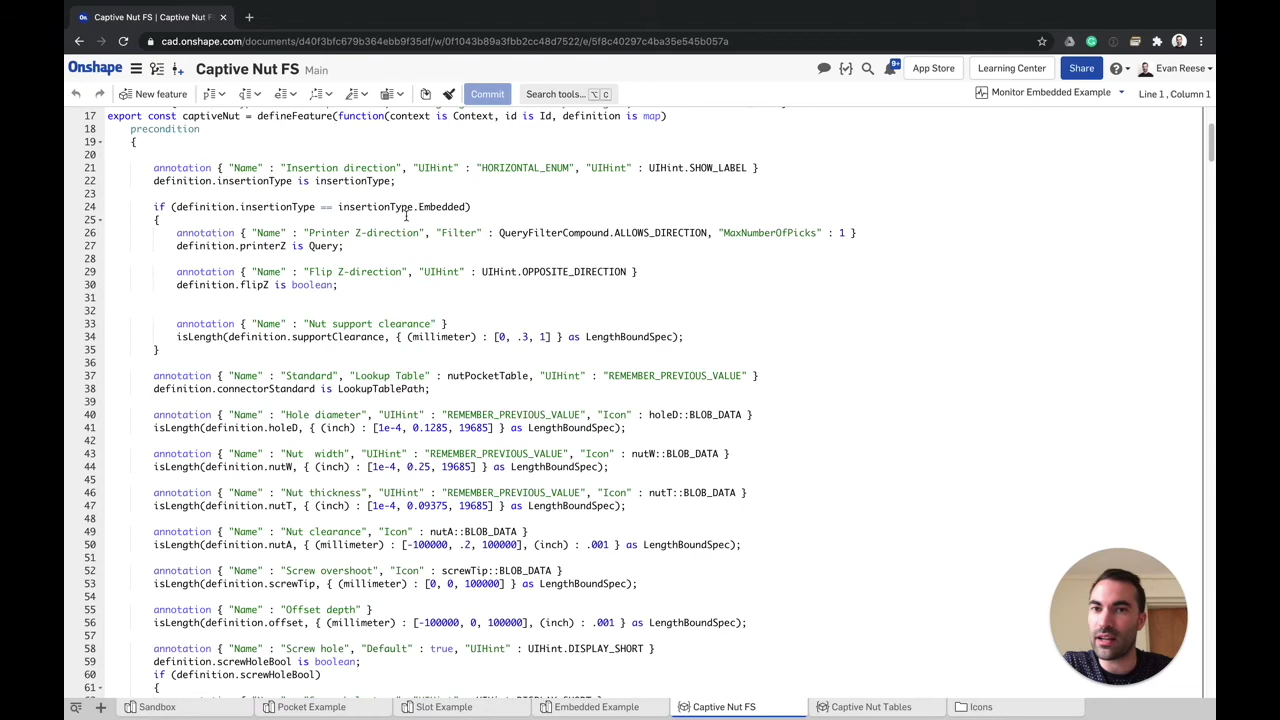 Captive Nut FS | Captive Nut F
cad.onshape.com/documents/d40f3bfc679b364ebb9f35df/w/0f1043b89a3fbb2cc48d7522/e/5f8c40297c4ba35e545b057a
Onshape Captive Nut FS Main 9+ App Store Learning Center Share Evan Reese
New feature Commit Search tools... ⌥ C Monitor Embedded Example Line 1, Column 1
17 export const captiveNut = defineFeature(function(context is Context, id is Id, definition is map)
18 precondition
19 {
20
21 annotation { "Name" : "Insertion direction", "UIHint" : "HORIZONTAL_ENUM", "UIHint" : UIHint.SHOW_LABEL }
22 definition.insertionType is insertionType;
23
24 if (definition.insertionType == insertionType.Embedded)
25 {
26 annotation { "Name" : "Printer Z-direction", "Filter" : QueryFilterCompound.ALLOWS_DIRECTION, "MaxNumberOfPicks" : 1 }
27 definition.printerZ is Query;
28
29 annotation { "Name" : "Flip Z-direction", "UIHint" : UIHint.OPPOSITE_DIRECTION }
30 definition.flipZ is boolean;
31
32
33 annotation { "Name" : "Nut support clearance" }
34 isLength(definition.supportClearance, { (millimeter) : [0, .3, 1] } as LengthBoundSpec);
35 }
36
37 annotation { "Name" : "Standard", "Lookup Table" : nutPocketTable, "UIHint" : "REMEMBER_PREVIOUS_VALUE" }
38 definition.connectorStandard is LookupTablePath;
39
40 annotation { "Name" : "Hole diameter", "UIHint" : "REMEMBER_PREVIOUS_VALUE", "Icon" : holeD::BLOB_DATA }
41 isLength(definition.holeD, { (inch) : [1e-4, 0.1285, 19685] } as LengthBoundSpec);
42
43 annotation { "Name" : "Nut  width", "UIHint" : "REMEMBER_PREVIOUS_VALUE", "Icon" : nutW::BLOB_DATA }
44 isLength(definition.nutW, { (inch) : [1e-4, 0.25, 19685] } as LengthBoundSpec);
45
46 annotation { "Name" : "Nut thickness", "UIHint" : "REMEMBER_PREVIOUS_VALUE", "Icon" : nutT::BLOB_DATA }
47 isLength(definition.nutT, { (inch) : [1e-4, 0.09375, 19685] } as LengthBoundSpec);
48
49 annotation { "Name" : "Nut clearance", "Icon" : nutA::BLOB_DATA }
50 isLength(definition.nutA, { (millimeter) : [-100000, .2, 100000], (inch) : .001 } as LengthBoundSpec);
51
52 annotation { "Name" : "Screw overshoot", "Icon" : screwTip::BLOB_DATA }
53 isLength(definition.screwTip, { (millimeter) : [0, 0, 100000] } as LengthBoundSpec);
54
55 annotation { "Name" : "Offset depth" }
56 isLength(definition.offset, { (millimeter) : [-100000, 0, 100000], (inch) : .001 } as LengthBoundSpec);
57
58 annotation { "Name" : "Screw hole", "Default" : true, "UIHint" : UIHint.DISPLAY_SHORT }
59 definition.screwHoleBool is boolean;
60 if (definition.screwHoleBool)
61 {
Sandbox Pocket Example Slot Example Embedded Example Captive Nut FS Captive Nut Tables Icons